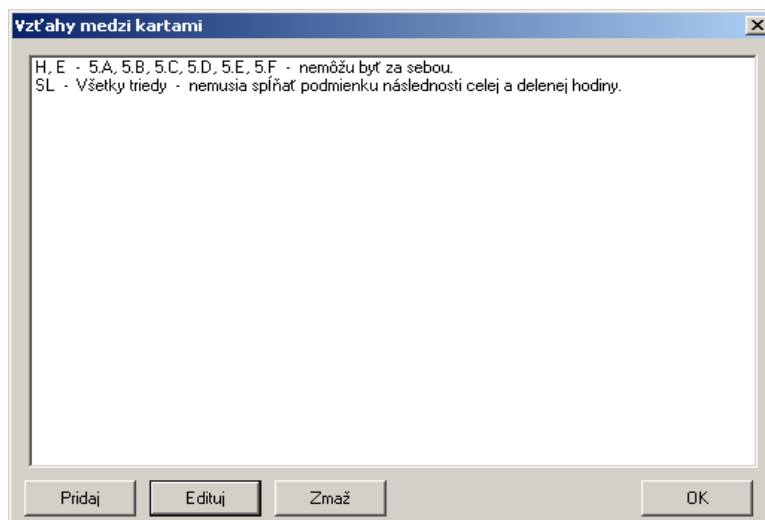 Vzťahy medzi kartami
H, E - 5.A, 5.B, 5.C, 5.D, 5.E, 5.F - nemôžu byť za sebou.
SL - Všetky triedy - nemusia spĺňať podmienku následnosti celej a delenej hodiny.
Pridaj Edituj Zmaž OK